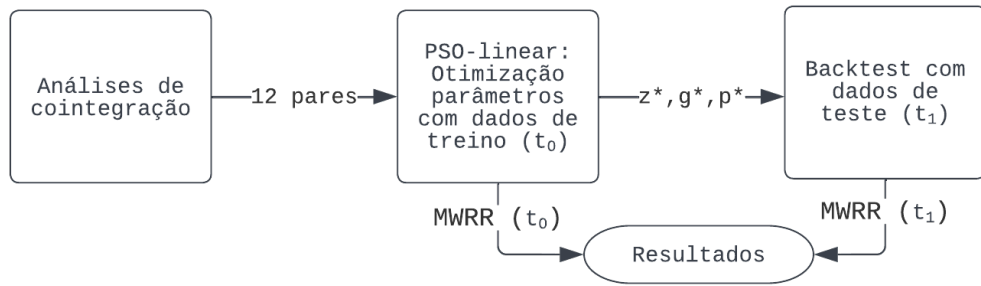 Análises de
cointegração
12 pares
PSO-linear:
Otimização
parâmetros
com dados de
treino (t₀)
z*,g*,p*
Backtest com
dados de
teste (t₁)
MWRR (t₀)
MWRR (t₁)
Resultados